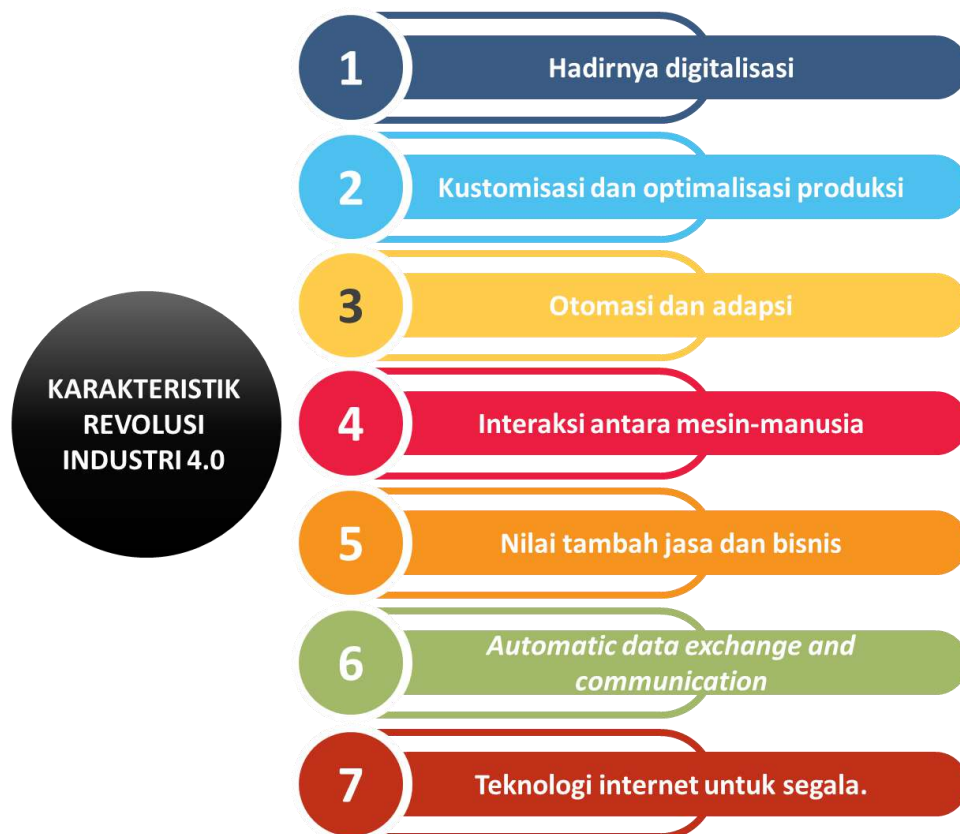 KARAKTERISTIK
REVOLUSI
INDUSTRI 4.0
1
Hadirnya digitalisasi
2
Kustomisasi dan optimalisasi produksi
3
Otomasi dan adapsi
4
Interaksi antara mesin-manusia
5
Nilai tambah jasa dan bisnis
6
Automatic data exchange and
communication
7
Teknologi internet untuk segala.